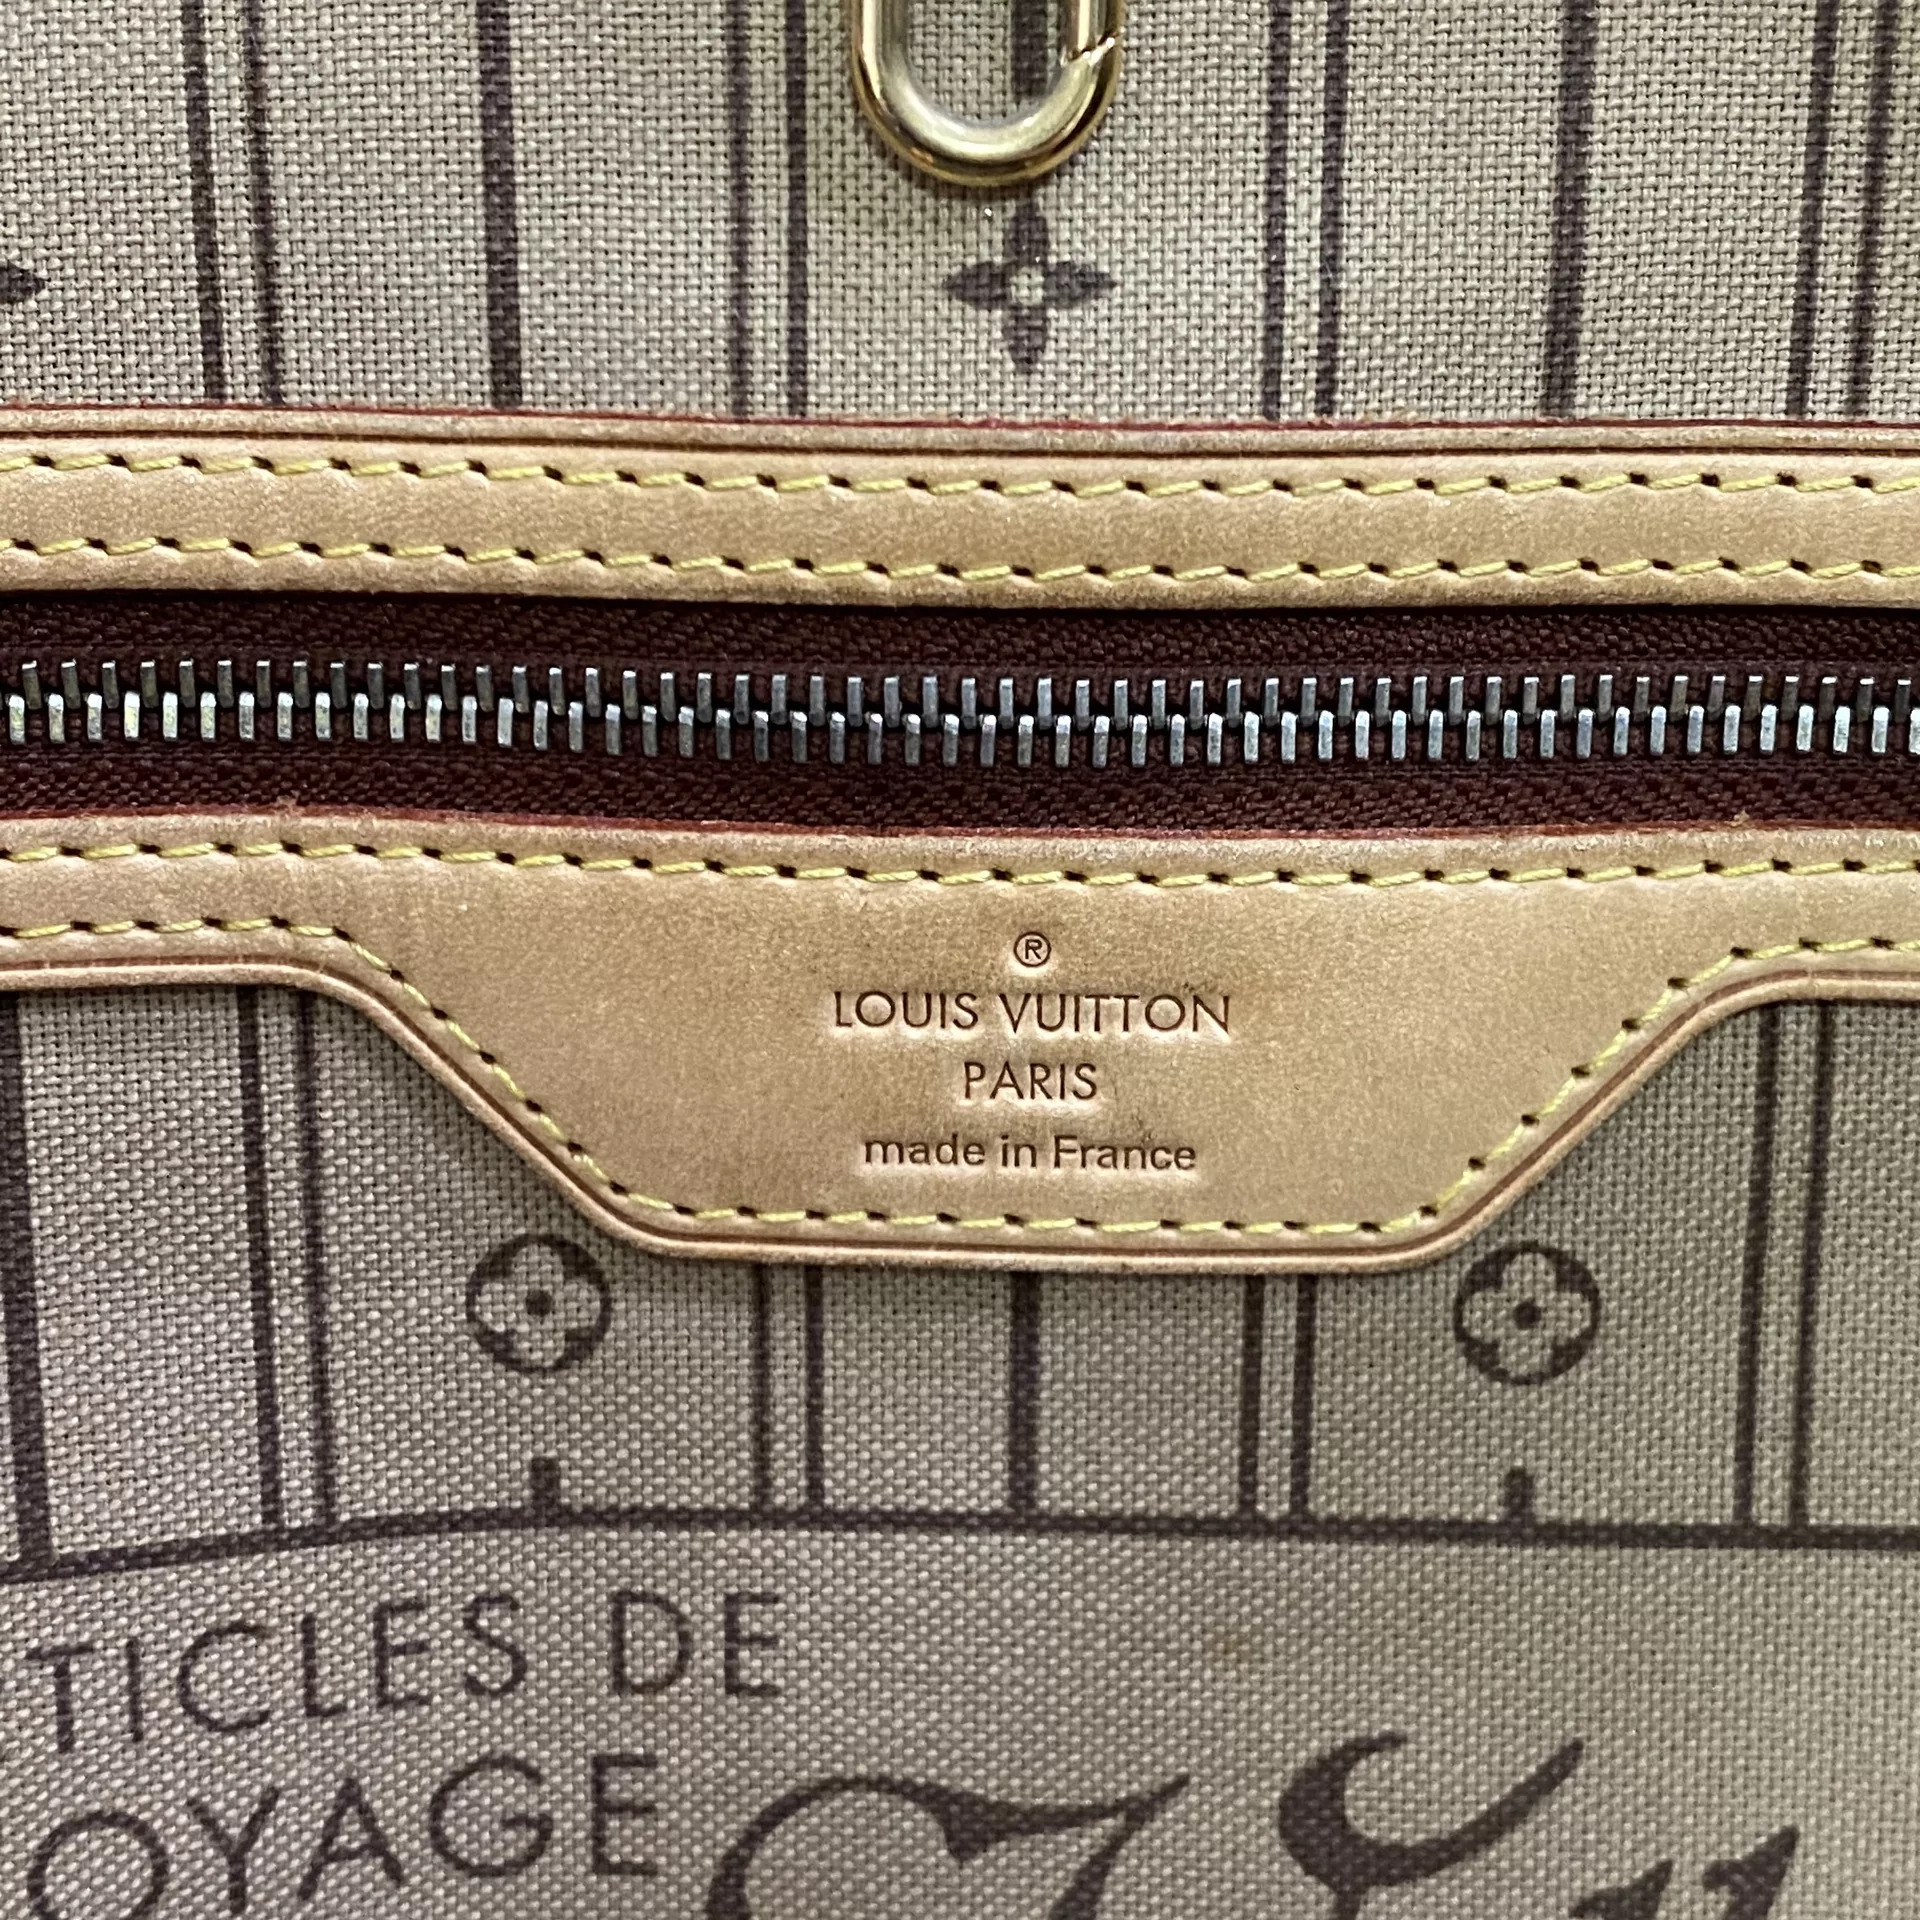 ®
LOUIS VUITTON
PARIS
made in France
TICLES DE
OYAGE